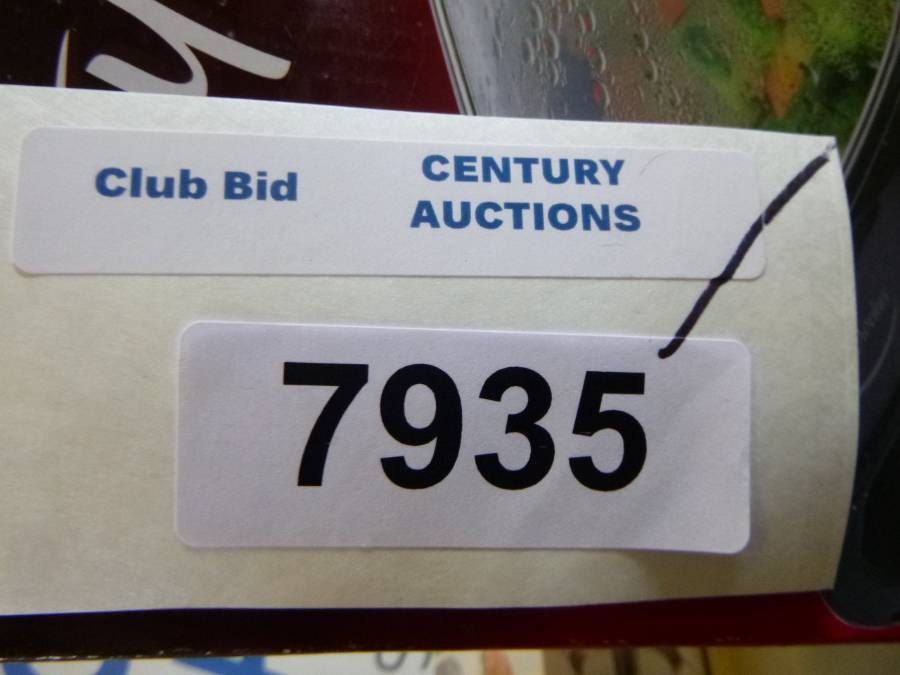 Club Bid
CENTURY
AUCTIONS
7935